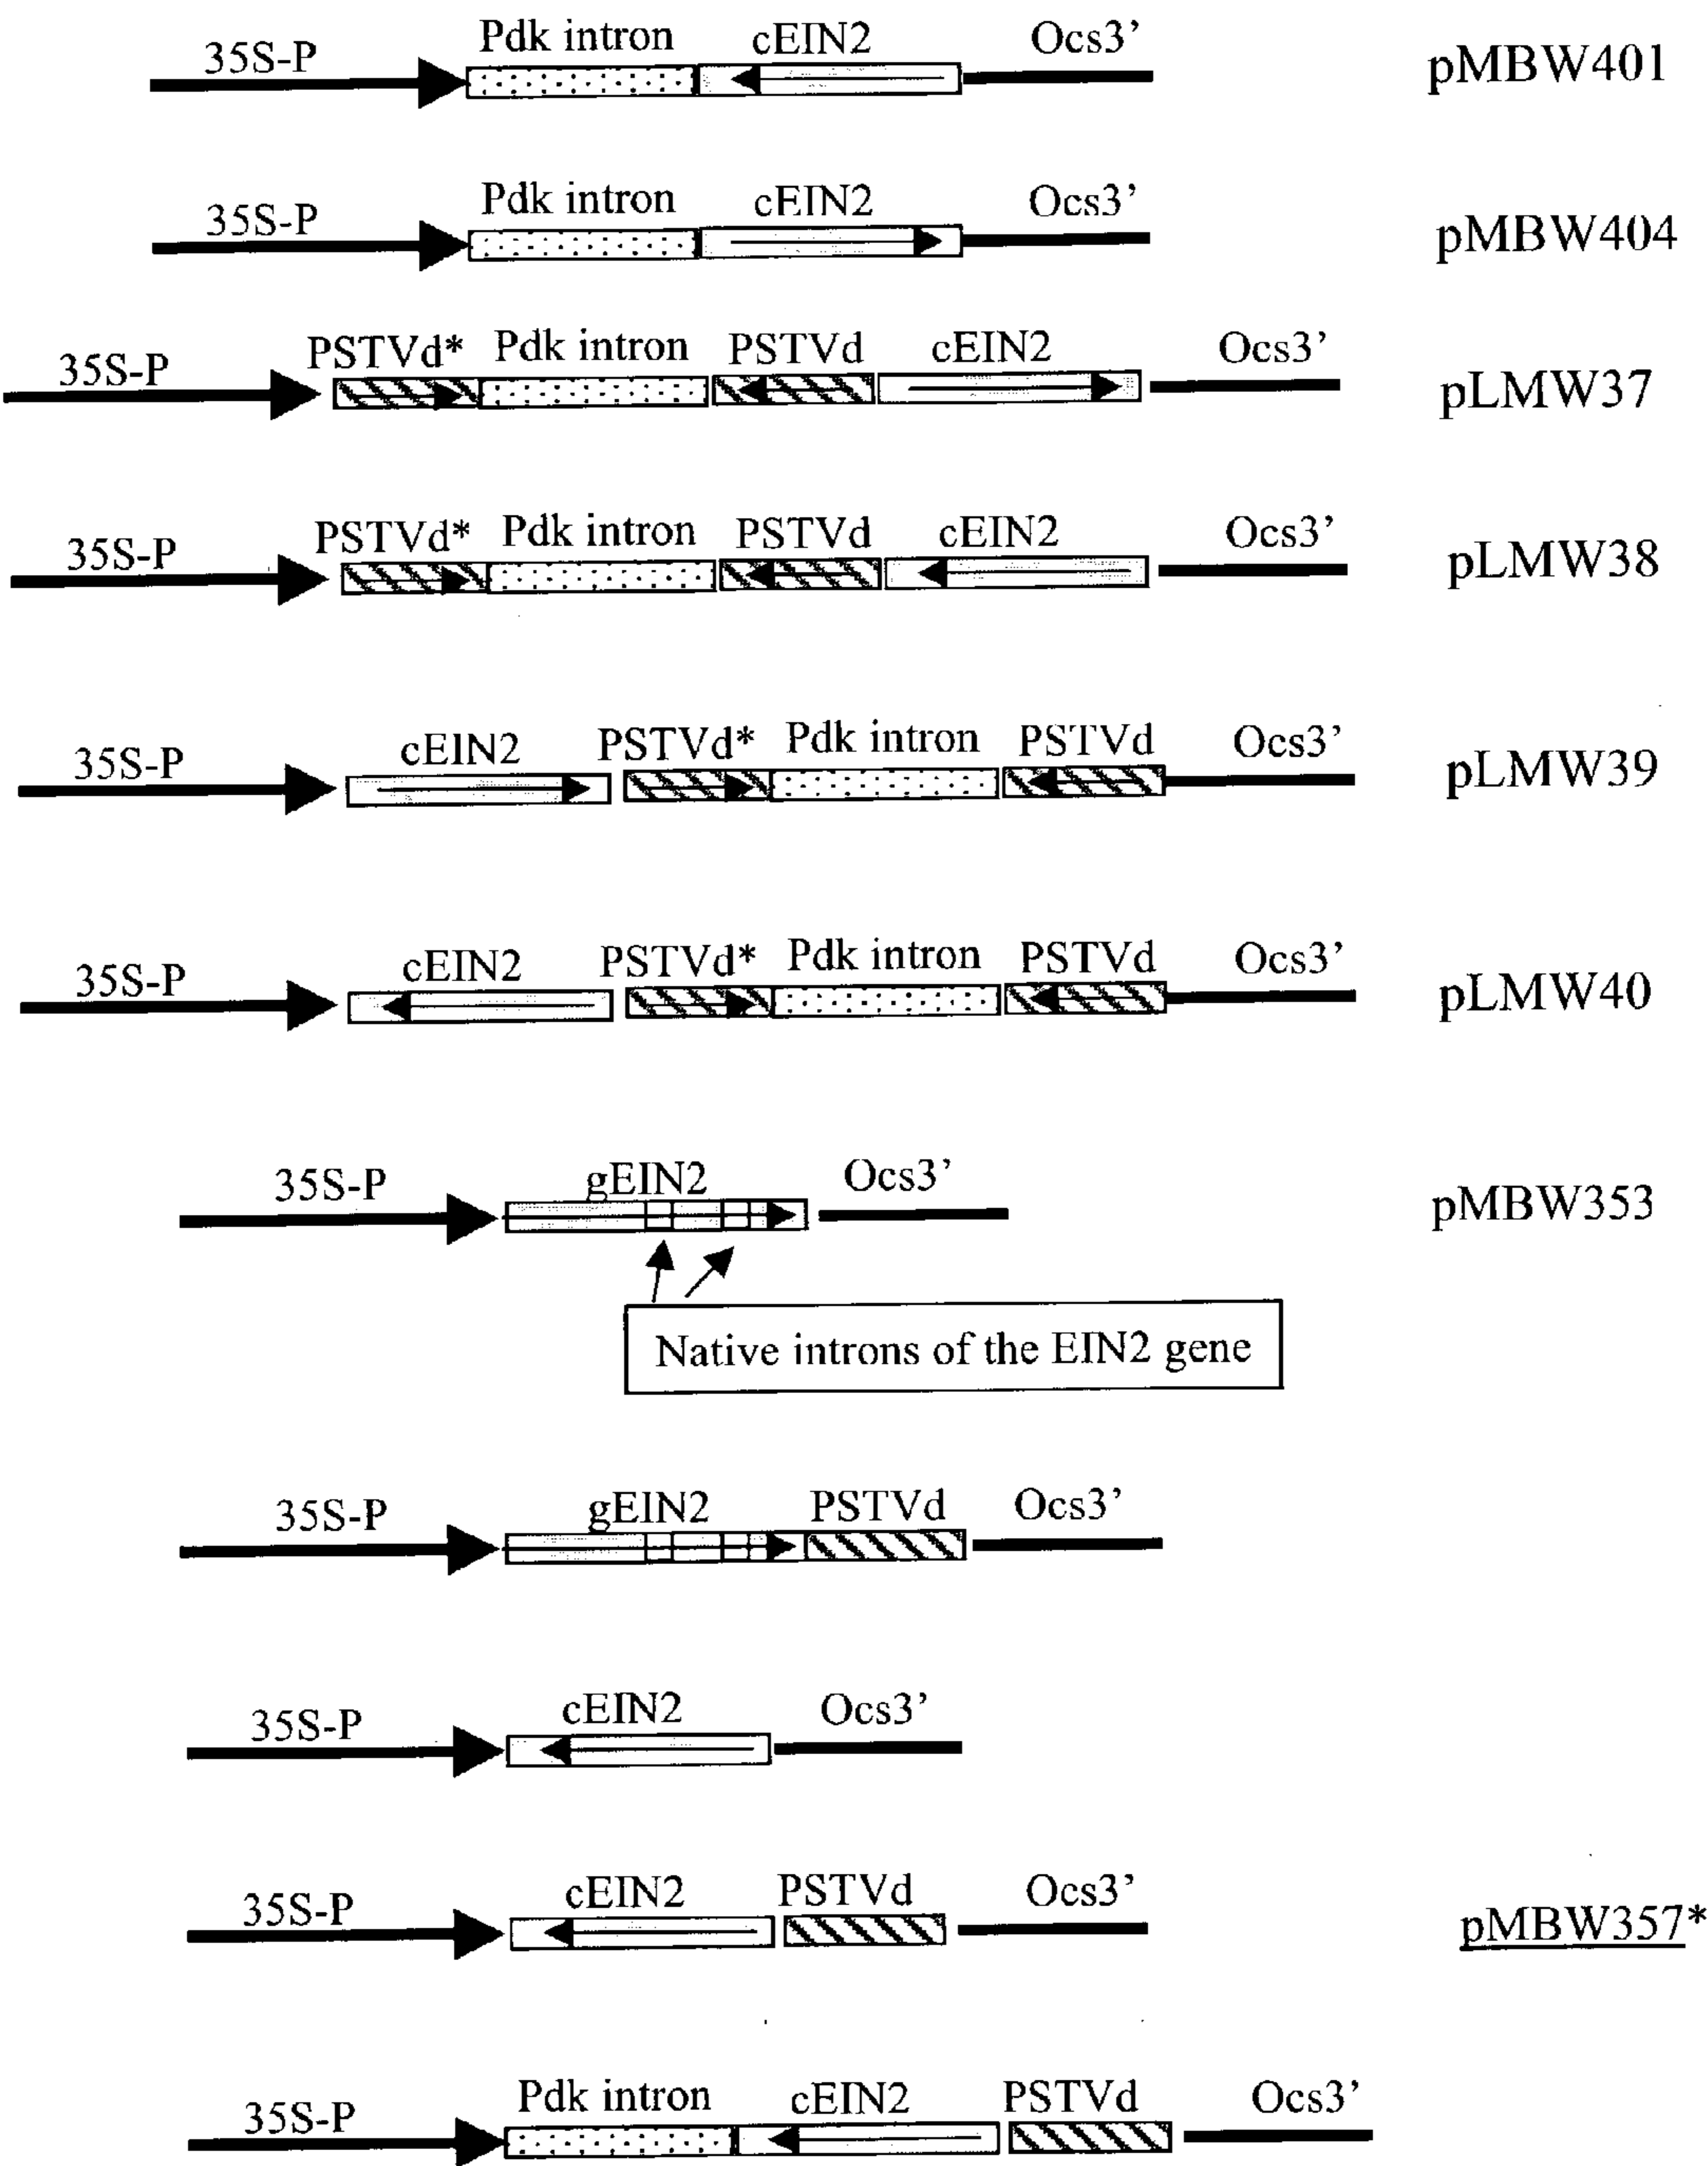 35S-P Pdk intron cEIN2 Ocs3’ pMBW401
35S-P Pdk intron cEIN2 Ocs3’ pMBW404
35S-P PSTVd* Pdk intron PSTVd cEIN2 Ocs3’ pLMW37
35S-P PSTVd* Pdk intron PSTVd cEIN2 Ocs3’ pLMW38
35S-P cEIN2 PSTVd* Pdk intron PSTVd Ocs3’ pLMW39
35S-P cEIN2 PSTVd* Pdk intron PSTVd Ocs3’ pLMW40
35S-P gEIN2 Ocs3’ pMBW353
Native introns of the EIN2 gene
35S-P gEIN2 PSTVd Ocs3’
35S-P cEIN2 Ocs3’
35S-P cEIN2 PSTVd Ocs3’ pMBW357*
35S-P Pdk intron cEIN2 PSTVd Ocs3’